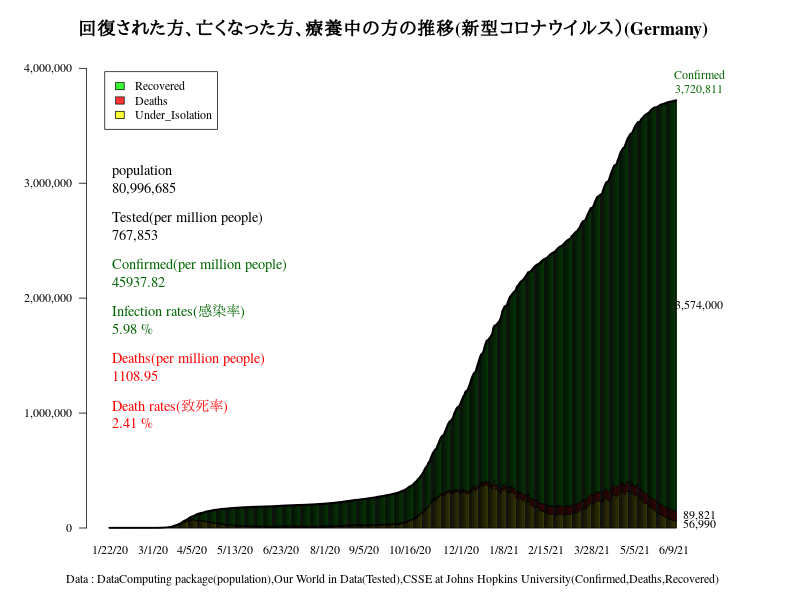 回復された方、亡くなった方、療養中の方の推移(新型コロナウイルス）(Germany)
4,000,000
3,000,000
2,000,000
1,000,000
0
Recovered
Deaths
Under_Isolation
population
80,996,685
Tested(per million people)
767,853
Confirmed(per million people)
45937.82
Infection rates(感染率)
5.98 %
Deaths(per million people)
1108.95
Death rates(致死率)
2.41 %
Confirmed
3,720,811
3,574,000
89,821
56,990
1/22/20 3/1/20 4/5/20 5/13/20 6/23/20 8/1/20 9/5/20 10/16/20 12/1/20 1/8/21 2/15/21 3/28/21 5/5/21 6/9/21
Data : DataComputing package(population),Our World in Data(Tested),CSSE at Johns Hopkins University(Confirmed,Deaths,Recovered)